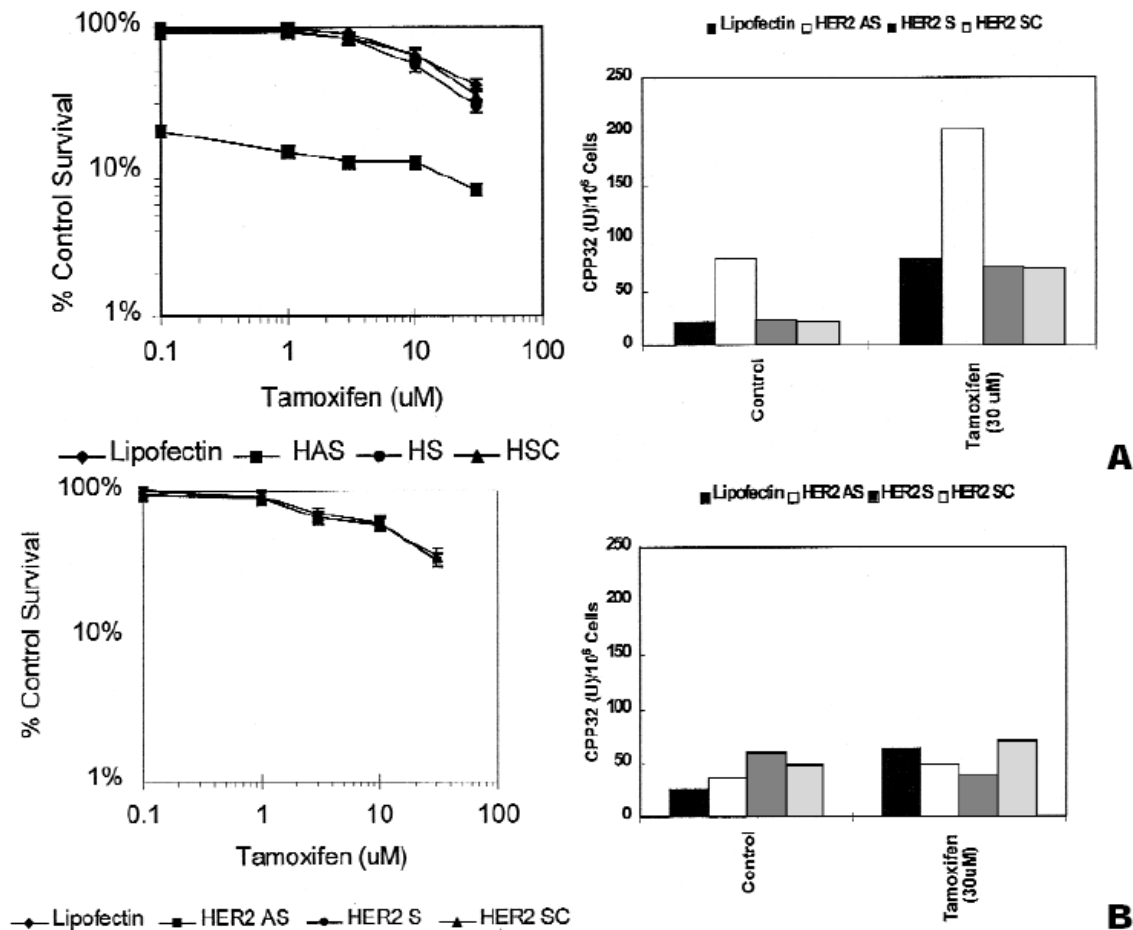 100%
10%
1%
% Control Survival
0.1 1 10 100
Tamoxifen (uM)
Lipofectin HAS HS HSC
Lipofectin HER2 AS HER2 S HER2 SC
250
200
150
100
50
0
CPP32 (U)/10⁶ Cells
Control
Tamoxifen
(30 uM)
A
100%
10%
1%
% Control Survival
0.1 1 10 100
Tamoxifen (uM)
Lipofectin HER2 AS HER2 S HER2 SC
Lipofectin HER2 AS HER2 S HER2 SC
250
200
150
100
50
0
CPP32 (U)/10⁶ Cells
Control
Tamoxifen
(30uM)
B